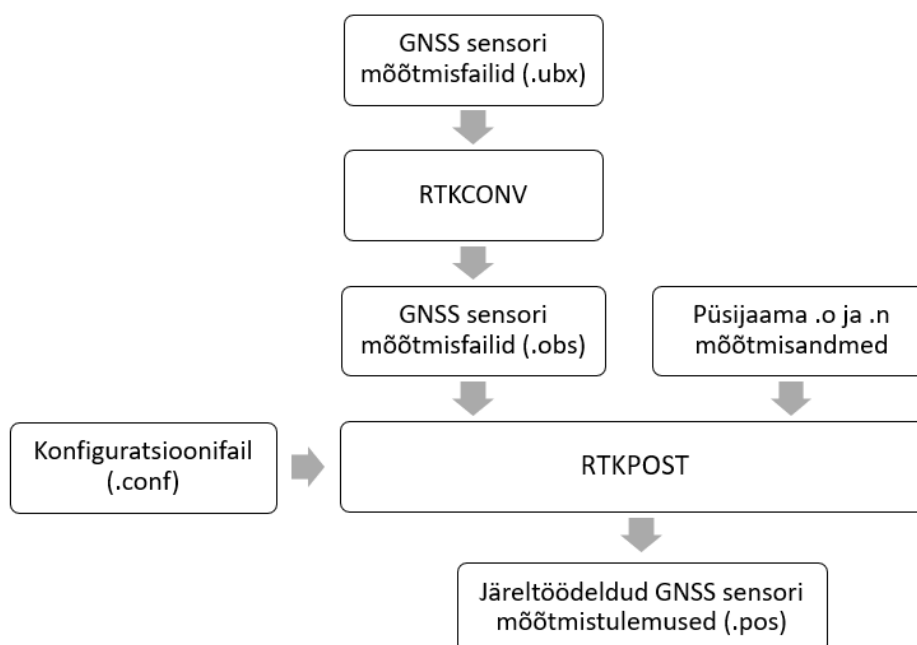 GNSS sensori
mõõtmisfailid (.ubx)
RTKCONV
GNSS sensori
mõõtmisfailid (.obs)
Püsijaama .o ja .n
mõõtmisandmed
Konfiguratsioonifail
(.conf)
RTKPOST
Järeltöödeldud GNSS sensori
mõõtmistulemused (.pos)